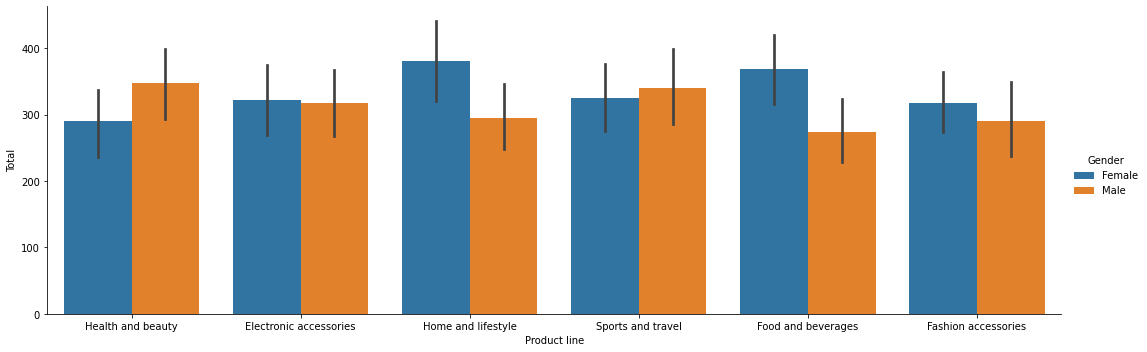 400
300
200
100
0
Total
Health and beauty
Electronic accessories
Home and lifestyle
Sports and travel
Food and beverages
Fashion accessories
Product line
Gender
Female
Male